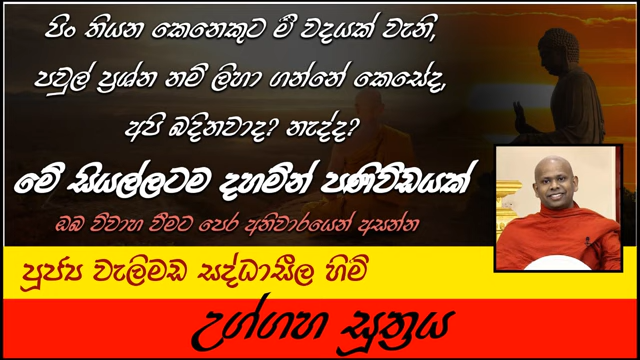 පිං තියන කෙනෙකුට මී වදයක් වැනි,
පවුල් ප්‍රශ්න නම් ලිහා ගන්නේ කෙසේද,
අපි බදිනවාද? නැද්ද?
මේ සියල්ලටම දහමින් පණිවිඩයක්
ඔබ විවාහ වීමට පෙර අනිවාරයෙන් අසන්න
පූජ්‍ය වැලිමඩ සද්ධාසීල හිමි
උග්ගහ සූත්‍රය